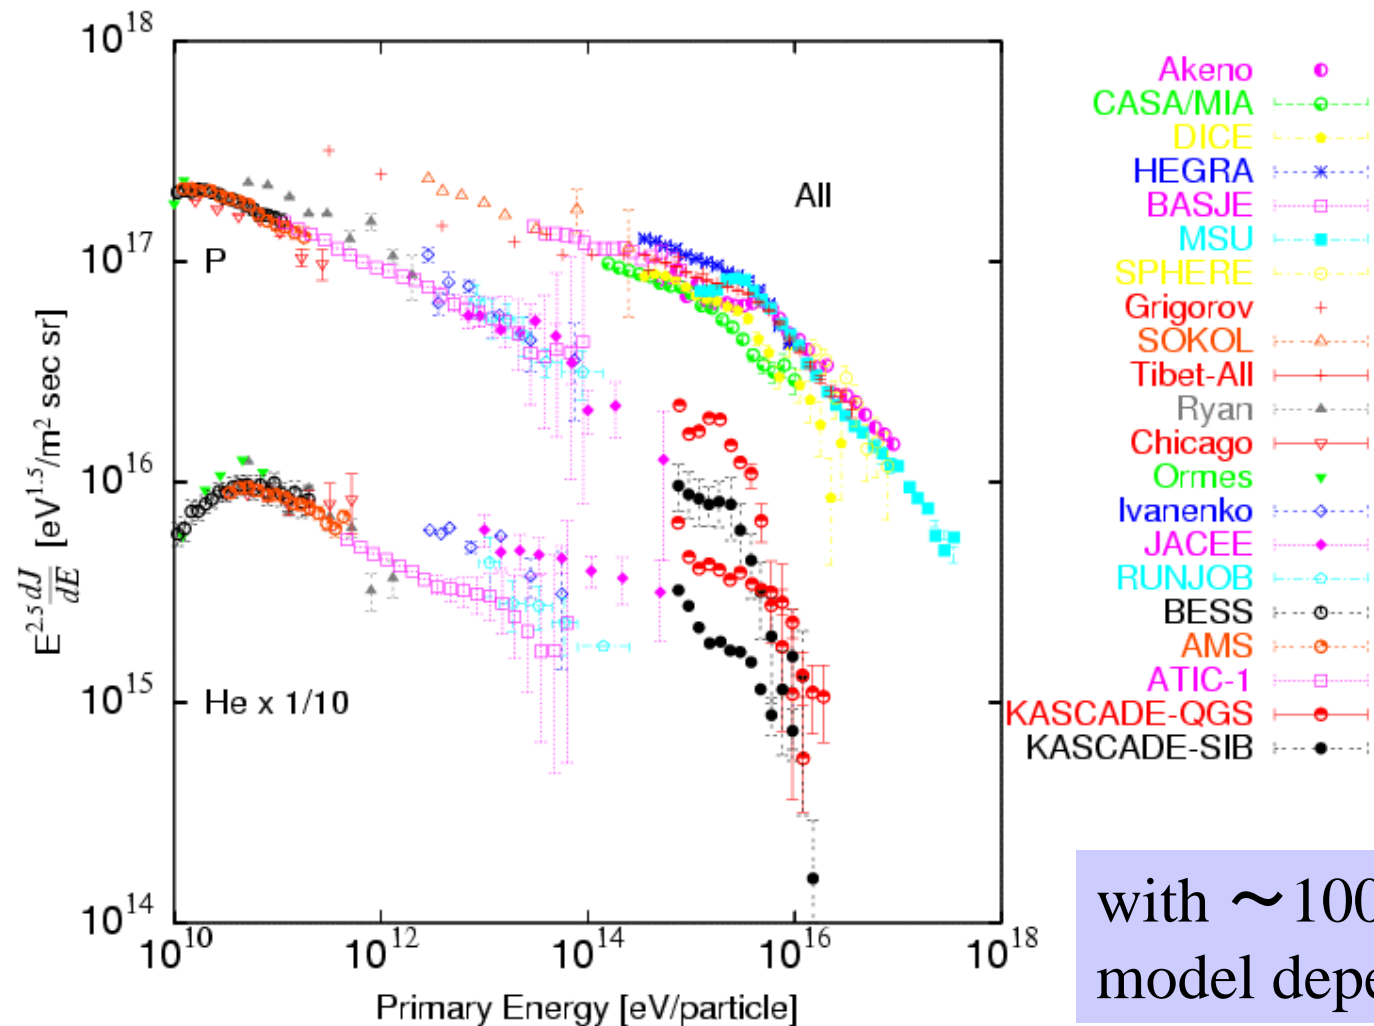 10^18
10^17
10^16
10^15
10^14
E^2.5 dJ/dE [eV^1.5/m^2 sec sr]
All
P
He x 1/10
10^10
10^12
10^14
10^16
10^18
Primary Energy [eV/particle]
Akeno
CASA/MIA
DICE
HEGRA
BASJE
MSU
SPHERE
Grigorov
SOKOL
Tibet-All
Ryan
Chicago
Ormes
Ivanenko
JACEE
RUNJOB
BESS
AMS
ATIC-1
KASCADE-QGS
KASCADE-SIB
with ～100
model depe